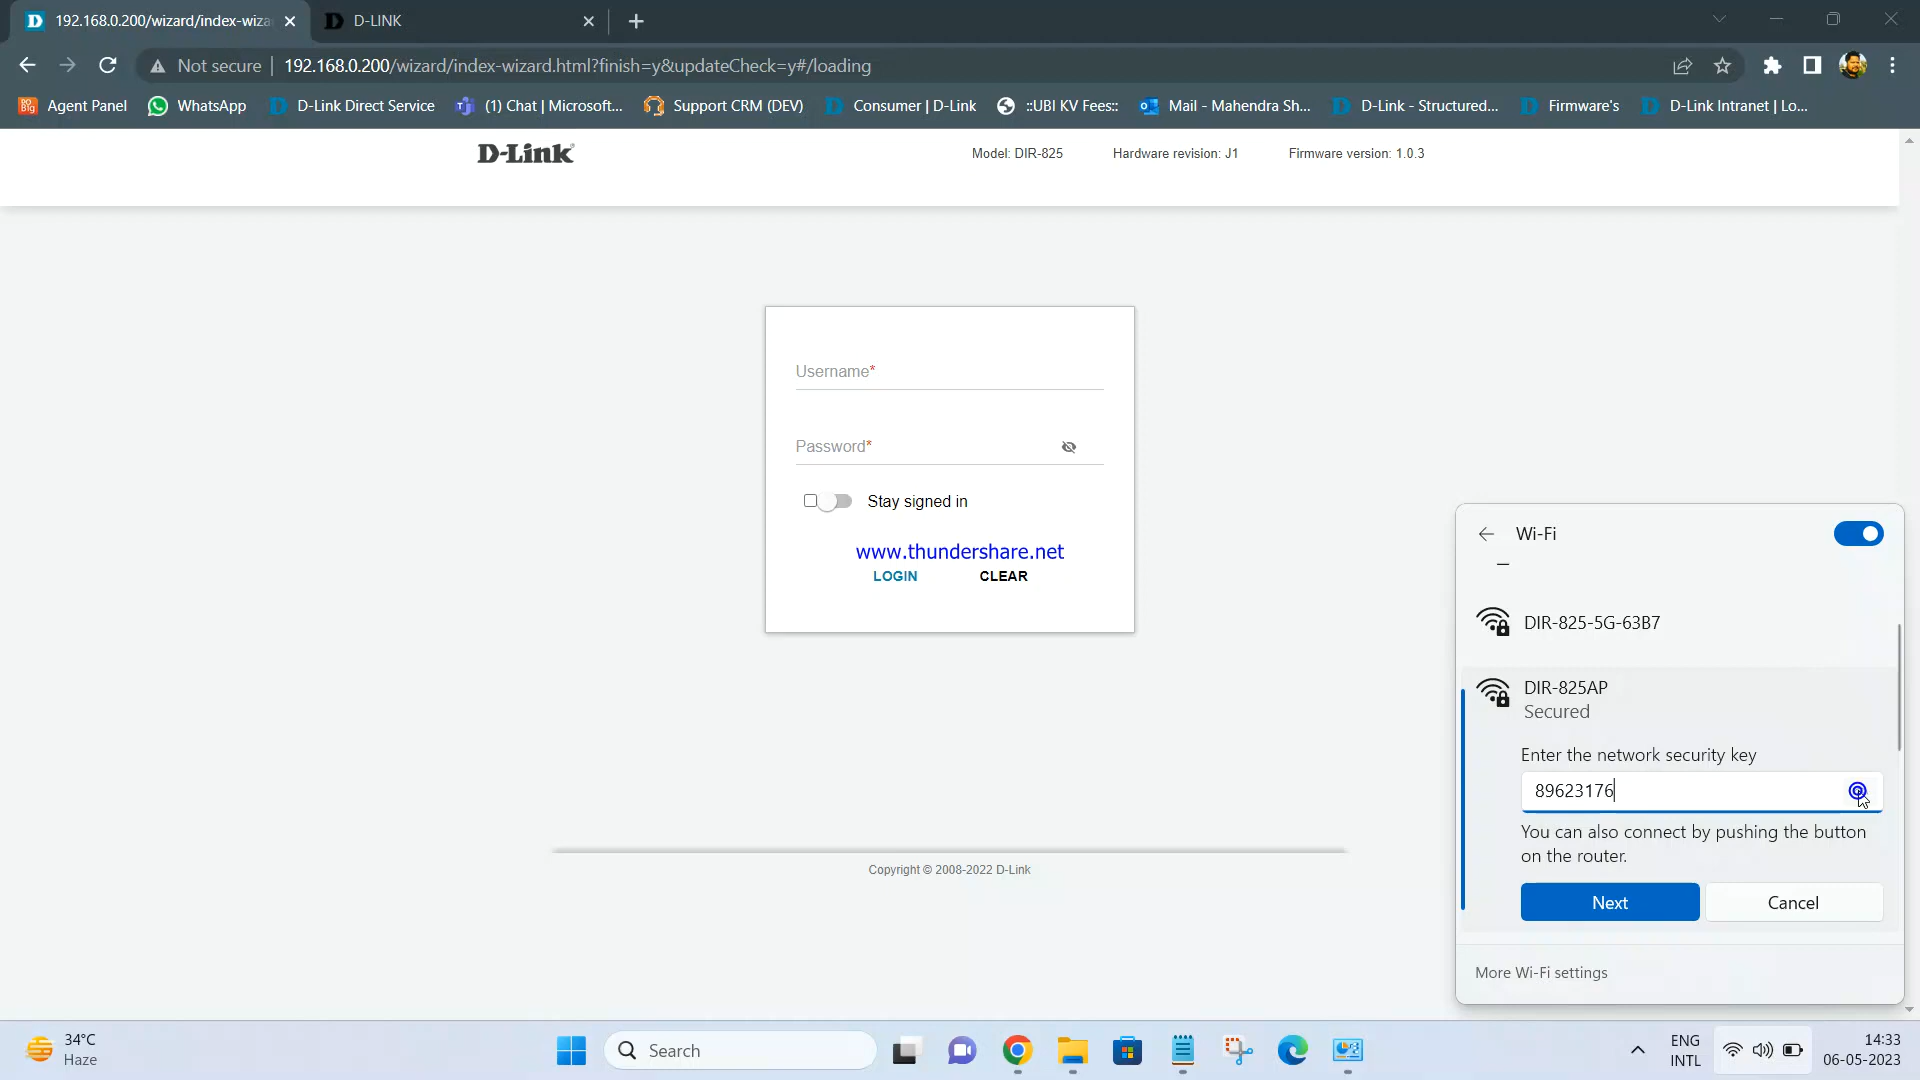 192.168.0.200/wizard/index-wiza
D-LINK
Not secure
192.168.0.200/wizard/index-wizard.html?finish=y&updateCheck=y#/loading
Agent Panel
WhatsApp
D-Link Direct Service
(1) Chat | Microsoft...
Support CRM (DEV)
Consumer | D-Link
::UBI KV Fees::
Mail - Mahendra Sh...
D-Link - Structured...
Firmware's
D-Link Intranet | Lo...
D-Link
Model: DIR-825
Hardware revision: J1
Firmware version: 1.0.3
Username*
Password*
Stay signed in
www.thundershare.net
LOGIN
CLEAR
Copyright © 2008-2022 D-Link
Wi-Fi
DIR-825-5G-63B7
DIR-825AP
Secured
Enter the network security key
89623176
You can also connect by pushing the button
on the router.
Next
Cancel
More Wi-Fi settings
34°C
Haze
Search
ENG
INTL
14:33
06-05-2023